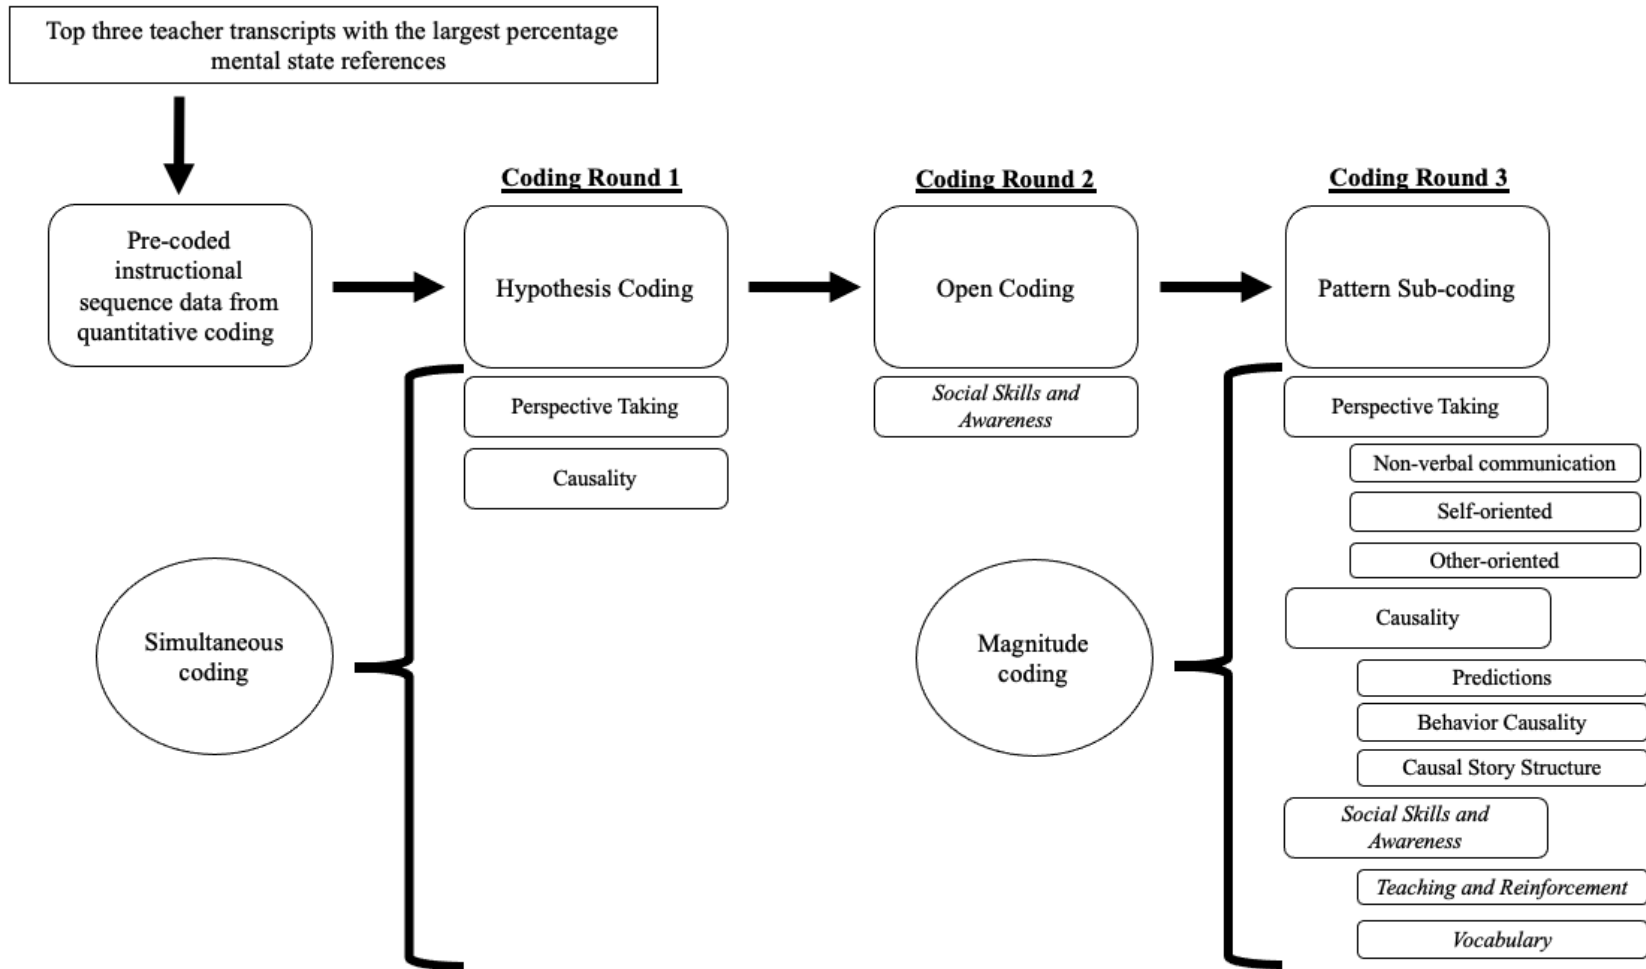 Top three teacher transcripts with the largest percentage
mental state references
Pre-coded
instructional
sequence data from
quantitative coding
Coding Round 1
Hypothesis Coding
Perspective Taking
Causality
Simultaneous
coding
Coding Round 2
Open Coding
Social Skills and
Awareness
Magnitude
coding
Coding Round 3
Pattern Sub-coding
Perspective Taking
Non-verbal communication
Self-oriented
Other-oriented
Causality
Predictions
Behavior Causality
Causal Story Structure
Social Skills and
Awareness
Teaching and Reinforcement
Vocabulary